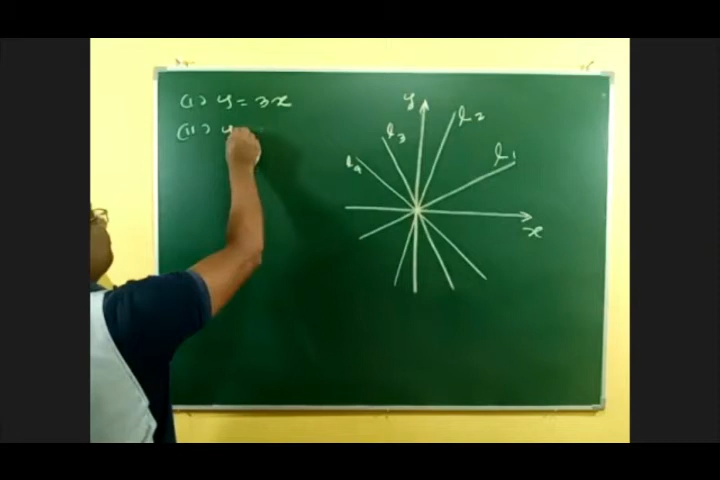 (i) y = 3x
(ii) y =
y
l2
l3
l1
l4
x